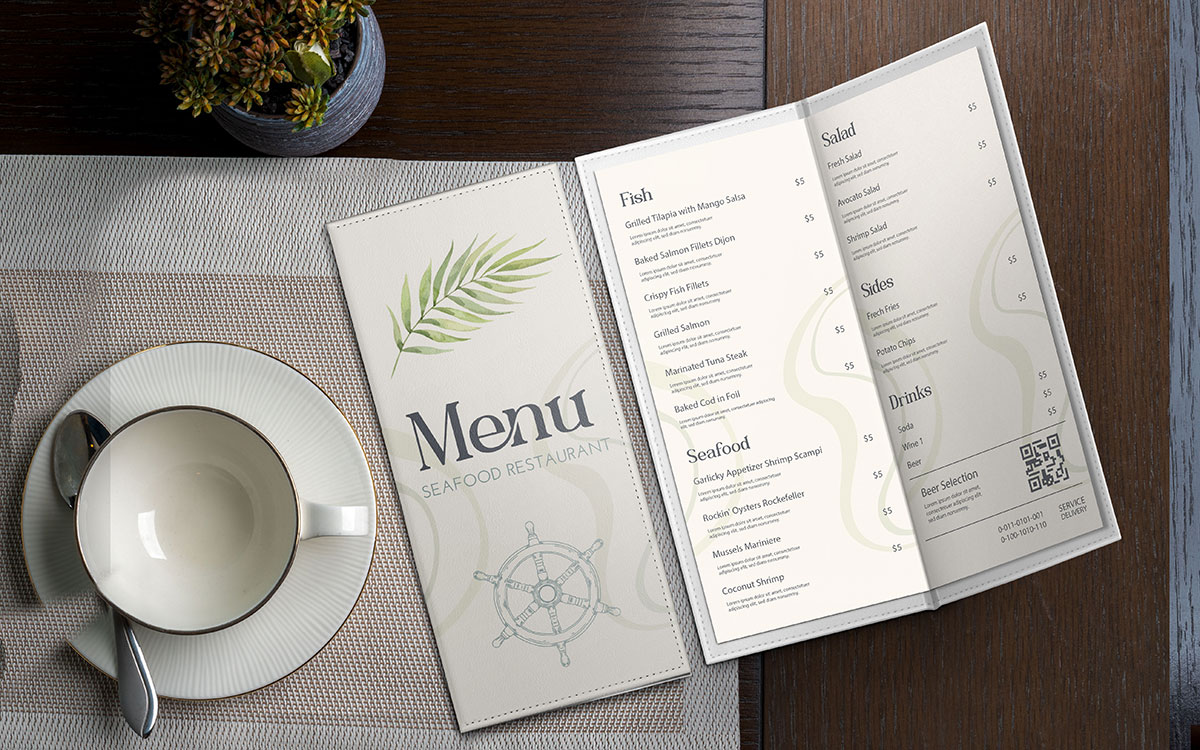 Menu
SEAFOOD RESTAURANT
Fish
Grilled Tilapia with Mango Salsa
$5
Lorem ipsum dolor sit amet, consectetuer
adipiscing elit, sed diam nonummy.
Baked Salmon Fillets Dijon
$5
Lorem ipsum dolor sit amet, consectetuer
adipiscing elit, sed diam nonummy.
Crispy Fish Fillets
$5
Lorem ipsum dolor sit amet, consectetuer
adipiscing elit, sed diam nonummy.
Grilled Salmon
$5
Lorem ipsum dolor sit amet, consectetuer
adipiscing elit, sed diam nonummy.
Marinated Tuna Steak
$5
Lorem ipsum dolor sit amet, consectetuer
adipiscing elit, sed diam nonummy.
Baked Cod in Foil
$5
Lorem ipsum dolor sit amet, consectetuer adipiscing
elit, sed diam nonummy.
Seafood
Garlicky Appetizer Shrimp Scampi
$5
Lorem ipsum dolor sit amet, consectetuer
adipiscing elit, sed diam nonummy.
Rockin' Oysters Rockefeller
$5
Lorem ipsum dolor sit amet, consectetuer
adipiscing elit, sed diam nonummy.
Mussels Mariniere
$5
Lorem ipsum dolor sit amet, consectetuer
adipiscing elit, sed diam nonummy.
Coconut Shrimp
$5
Lorem ipsum dolor sit amet, consectetuer
adipiscing elit, sed diam nonummy.
Salad
Fresh Salad
$5
Lorem ipsum dolor sit amet, consectetuer
adipiscing elit, sed diam nonummy.
Avocato Salad
$5
Lorem ipsum dolor sit amet, consectetuer
adipiscing elit, sed diam nonummy.
Shrimp Salad
$5
Lorem ipsum dolor sit amet, consectetuer
adipiscing elit, sed diam nonummy.
Sides
Frech Fries
$5
Lorem ipsum dolor sit amet, consectetuer
adipiscing elit, sed diam nonummy.
Potato Chips
$5
Lorem ipsum dolor sit amet, consectetuer
adipiscing elit, sed diam nonummy.
Drinks
Soda
$5
Wine 1
$5
Beer
Beer Selection
Lorem ipsum dolor sit amet,
consectetuer adipiscing elit,
sed diam nonummy.
0-011-0101-001
0-100-1010-110
SERVICE
DELIVERY